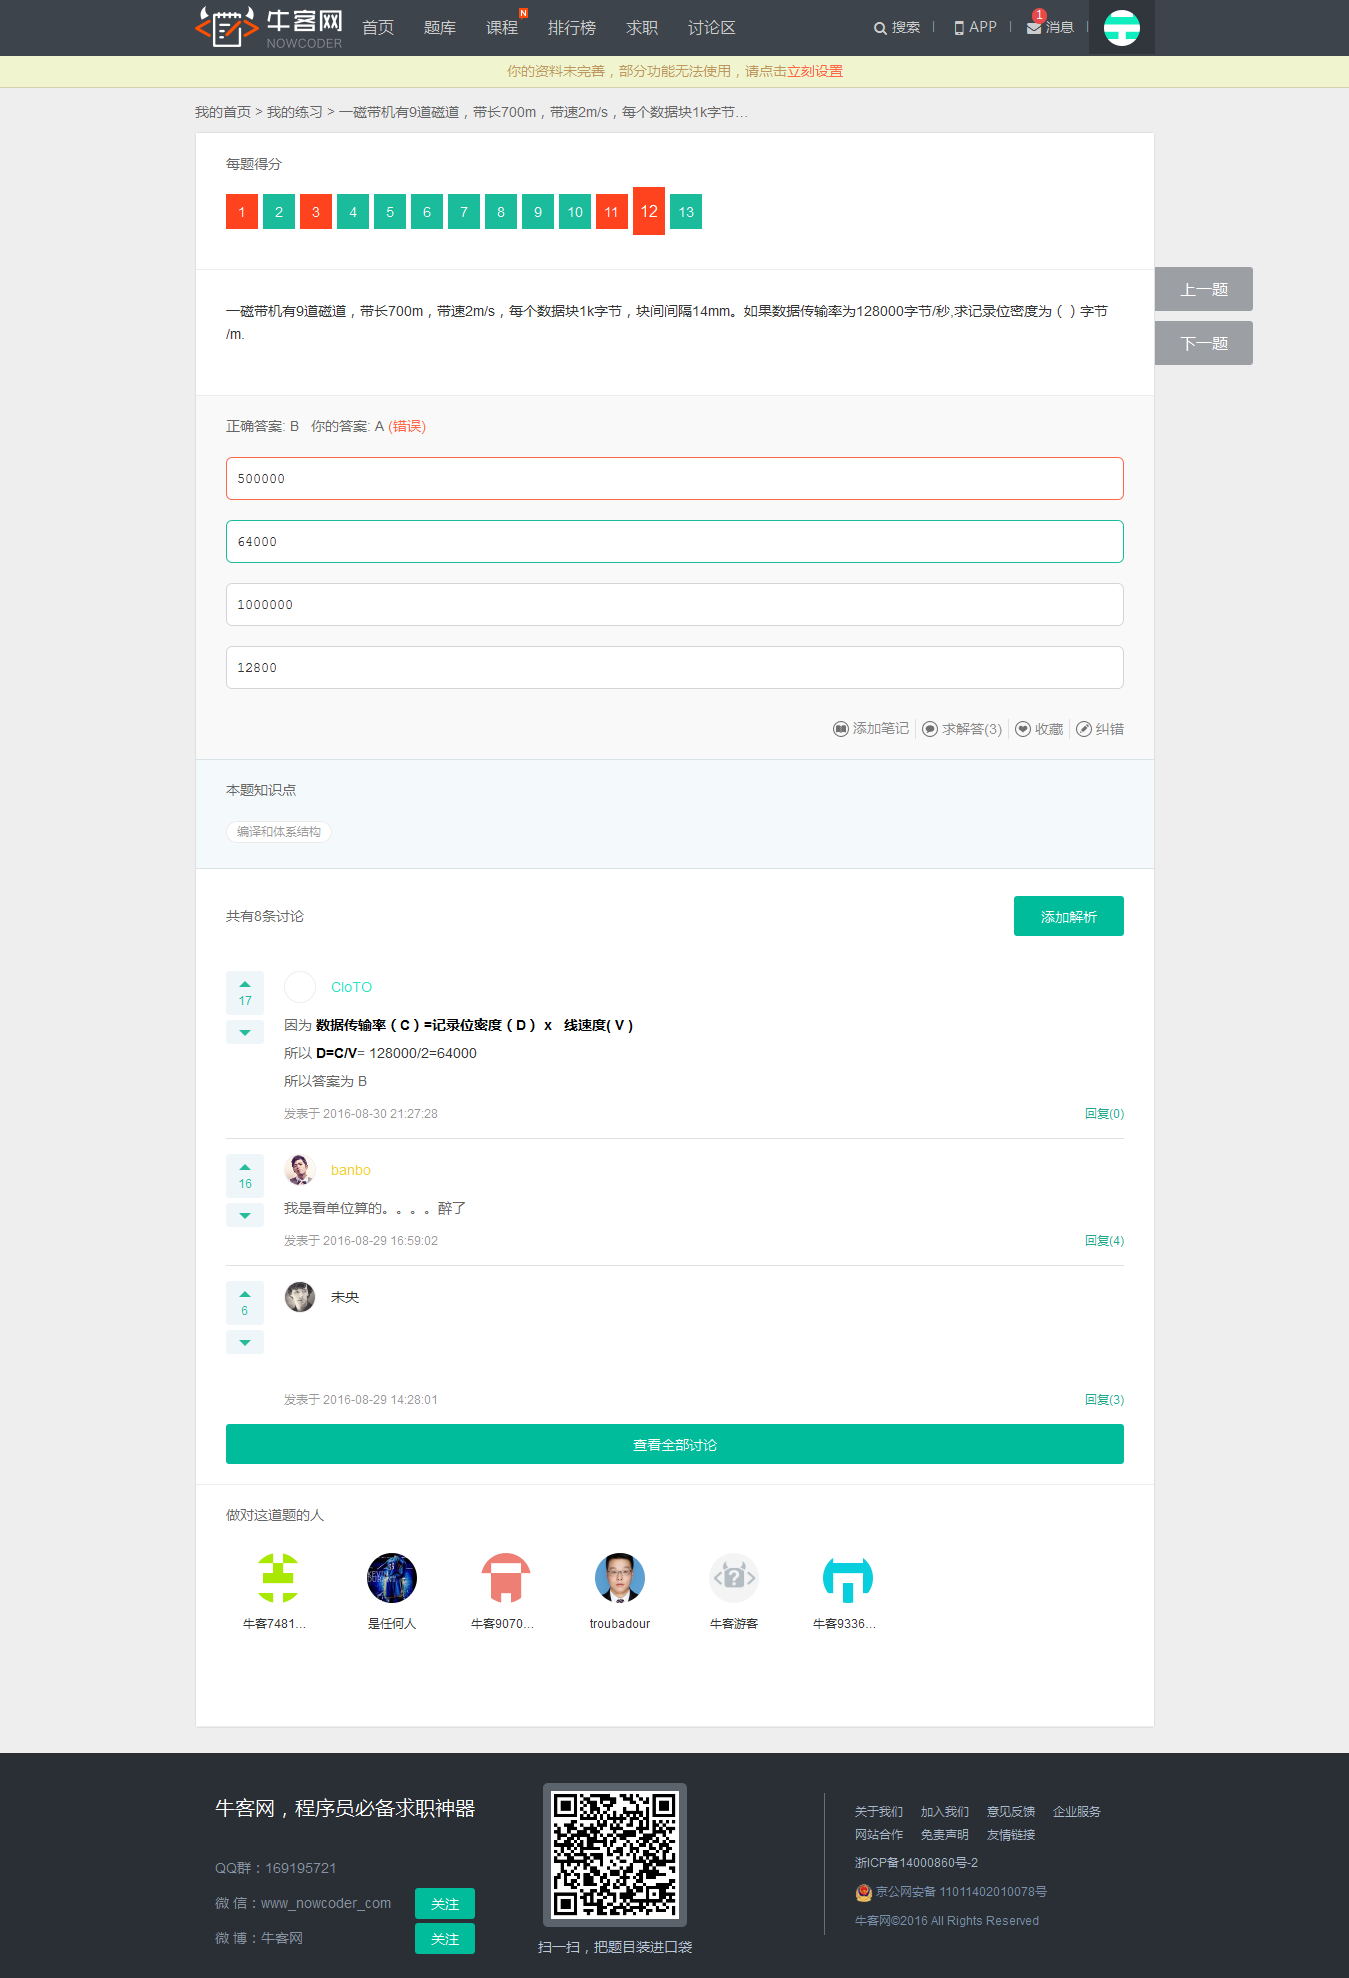 牛客网
NOWCODER
首页 题库 课程 N 排行榜 求职 讨论区 搜索 APP 消息 1
你的资料未完善，部分功能无法使用，请点击立刻设置
我的首页 > 我的练习 > 一磁带机有9道磁道，带长700m，带速2m/s，每个数据块1k字节…
每题得分
1 2 3 4 5 6 7 8 9 10 11 12 13
上一题
一磁带机有9道磁道，带长700m，带速2m/s，每个数据块1k字节，块间间隔14mm。如果数据传输率为128000字节/秒,求记录位密度为（ ）字节
/m.
下一题
正确答案: B 你的答案: A (错误)
500000
64000
1000000
12800
添加笔记 求解答(3) 收藏 纠错
本题知识点
编译和体系结构
共有8条讨论 添加解析
17 CloTO
因为 数据传输率（C）=记录位密度（D） x 线速度( V )
所以 D=C/V= 128000/2=64000
所以答案为 B
发表于 2016-08-30 21:27:28 回复(0)
16 banbo
我是看单位算的。。。。醉了
发表于 2016-08-29 16:59:02 回复(4)
6 未央
发表于 2016-08-29 14:28:01 回复(3)
查看全部讨论
做对这道题的人
KEVIN DURANT
牛客7481… 是任何人 牛客9070… troubadour 牛客游客 牛客9336…
牛客网，程序员必备求职神器
关于我们 加入我们 意见反馈 企业服务
网站合作 免责声明 友情链接
浙ICP备14000860号-2
QQ群：169195721
京公网安备 11011402010078号
微 信：www_nowcoder_com 关注
牛客网©2016 All Rights Reserved
微 博：牛客网 关注
扫一扫，把题目装进口袋